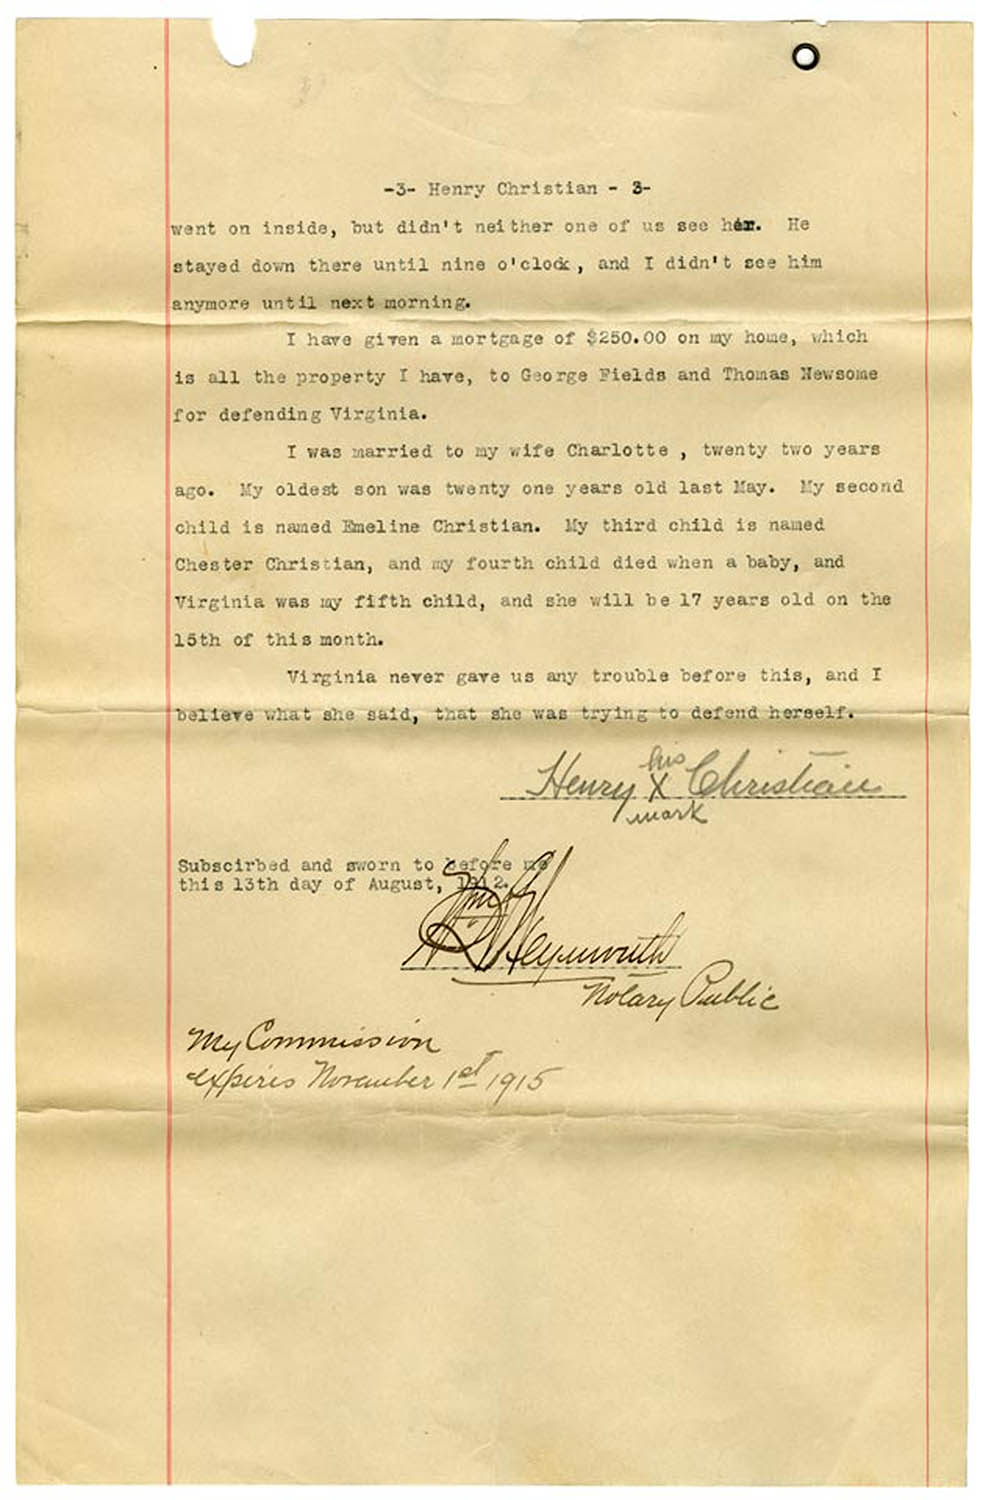 -3- Henry Christian - 3-
went on inside, but didn't neither one of us see her. He
stayed down there until nine o'clock, and I didn't see him
anymore until next morning.
I have given a mortgage of $250.00 on my home, which
is all the property I have, to George Fields and Thomas Newsome
for defending Virginia.
I was married to my wife Charlotte , twenty two years
ago. My oldest son was twenty one years old last May. My second
child is named Emeline Christian. My third child is named
Chester Christian, and my fourth child died when a baby, and
Virginia was my fifth child, and she will be 17 years old on the
15th of this month.
Virginia never gave us any trouble before this, and I
believe what she said, that she was trying to defend herself.
his
Henry X Christian
mark
Subscirbed and sworn to before me
this 13th day of August, 1912.
Notary Public
My Commission
expires November 1st 1915